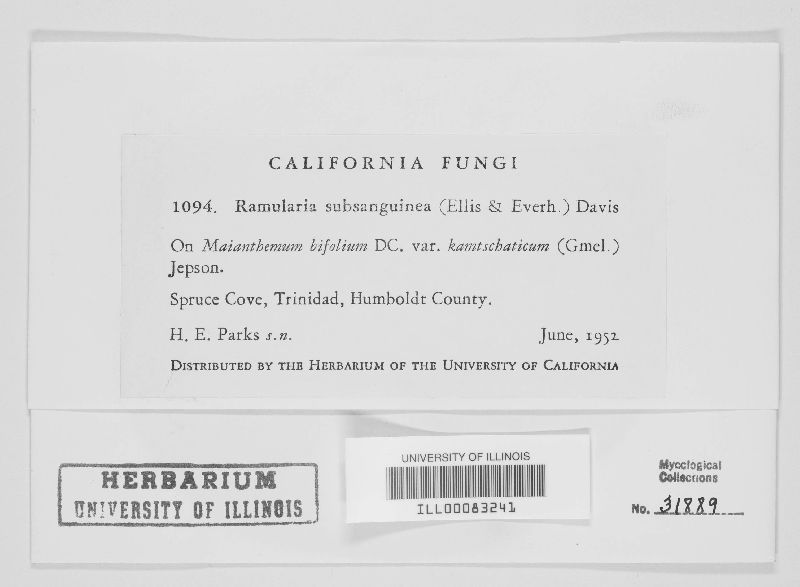 CALIFORNIA FUNGI
1094. Ramularia subsanguinea (Ellis & Everh.) Davis
On Maianthemum bifolium DC. var. kamtschaticum (Gmel.)
Jepson.
Spruce Cove, Trinidad, Humboldt County.
H. E. Parks s.n. June, 1952
DISTRIBUTED BY THE HERBARIUM OF THE UNIVERSITY OF CALIFORNIA
HERBARIUM
UNIVERSITY OF ILLINOIS
UNIVERSITY OF ILLINOIS
ILL00083241
Mycological
Collections
No. 31889